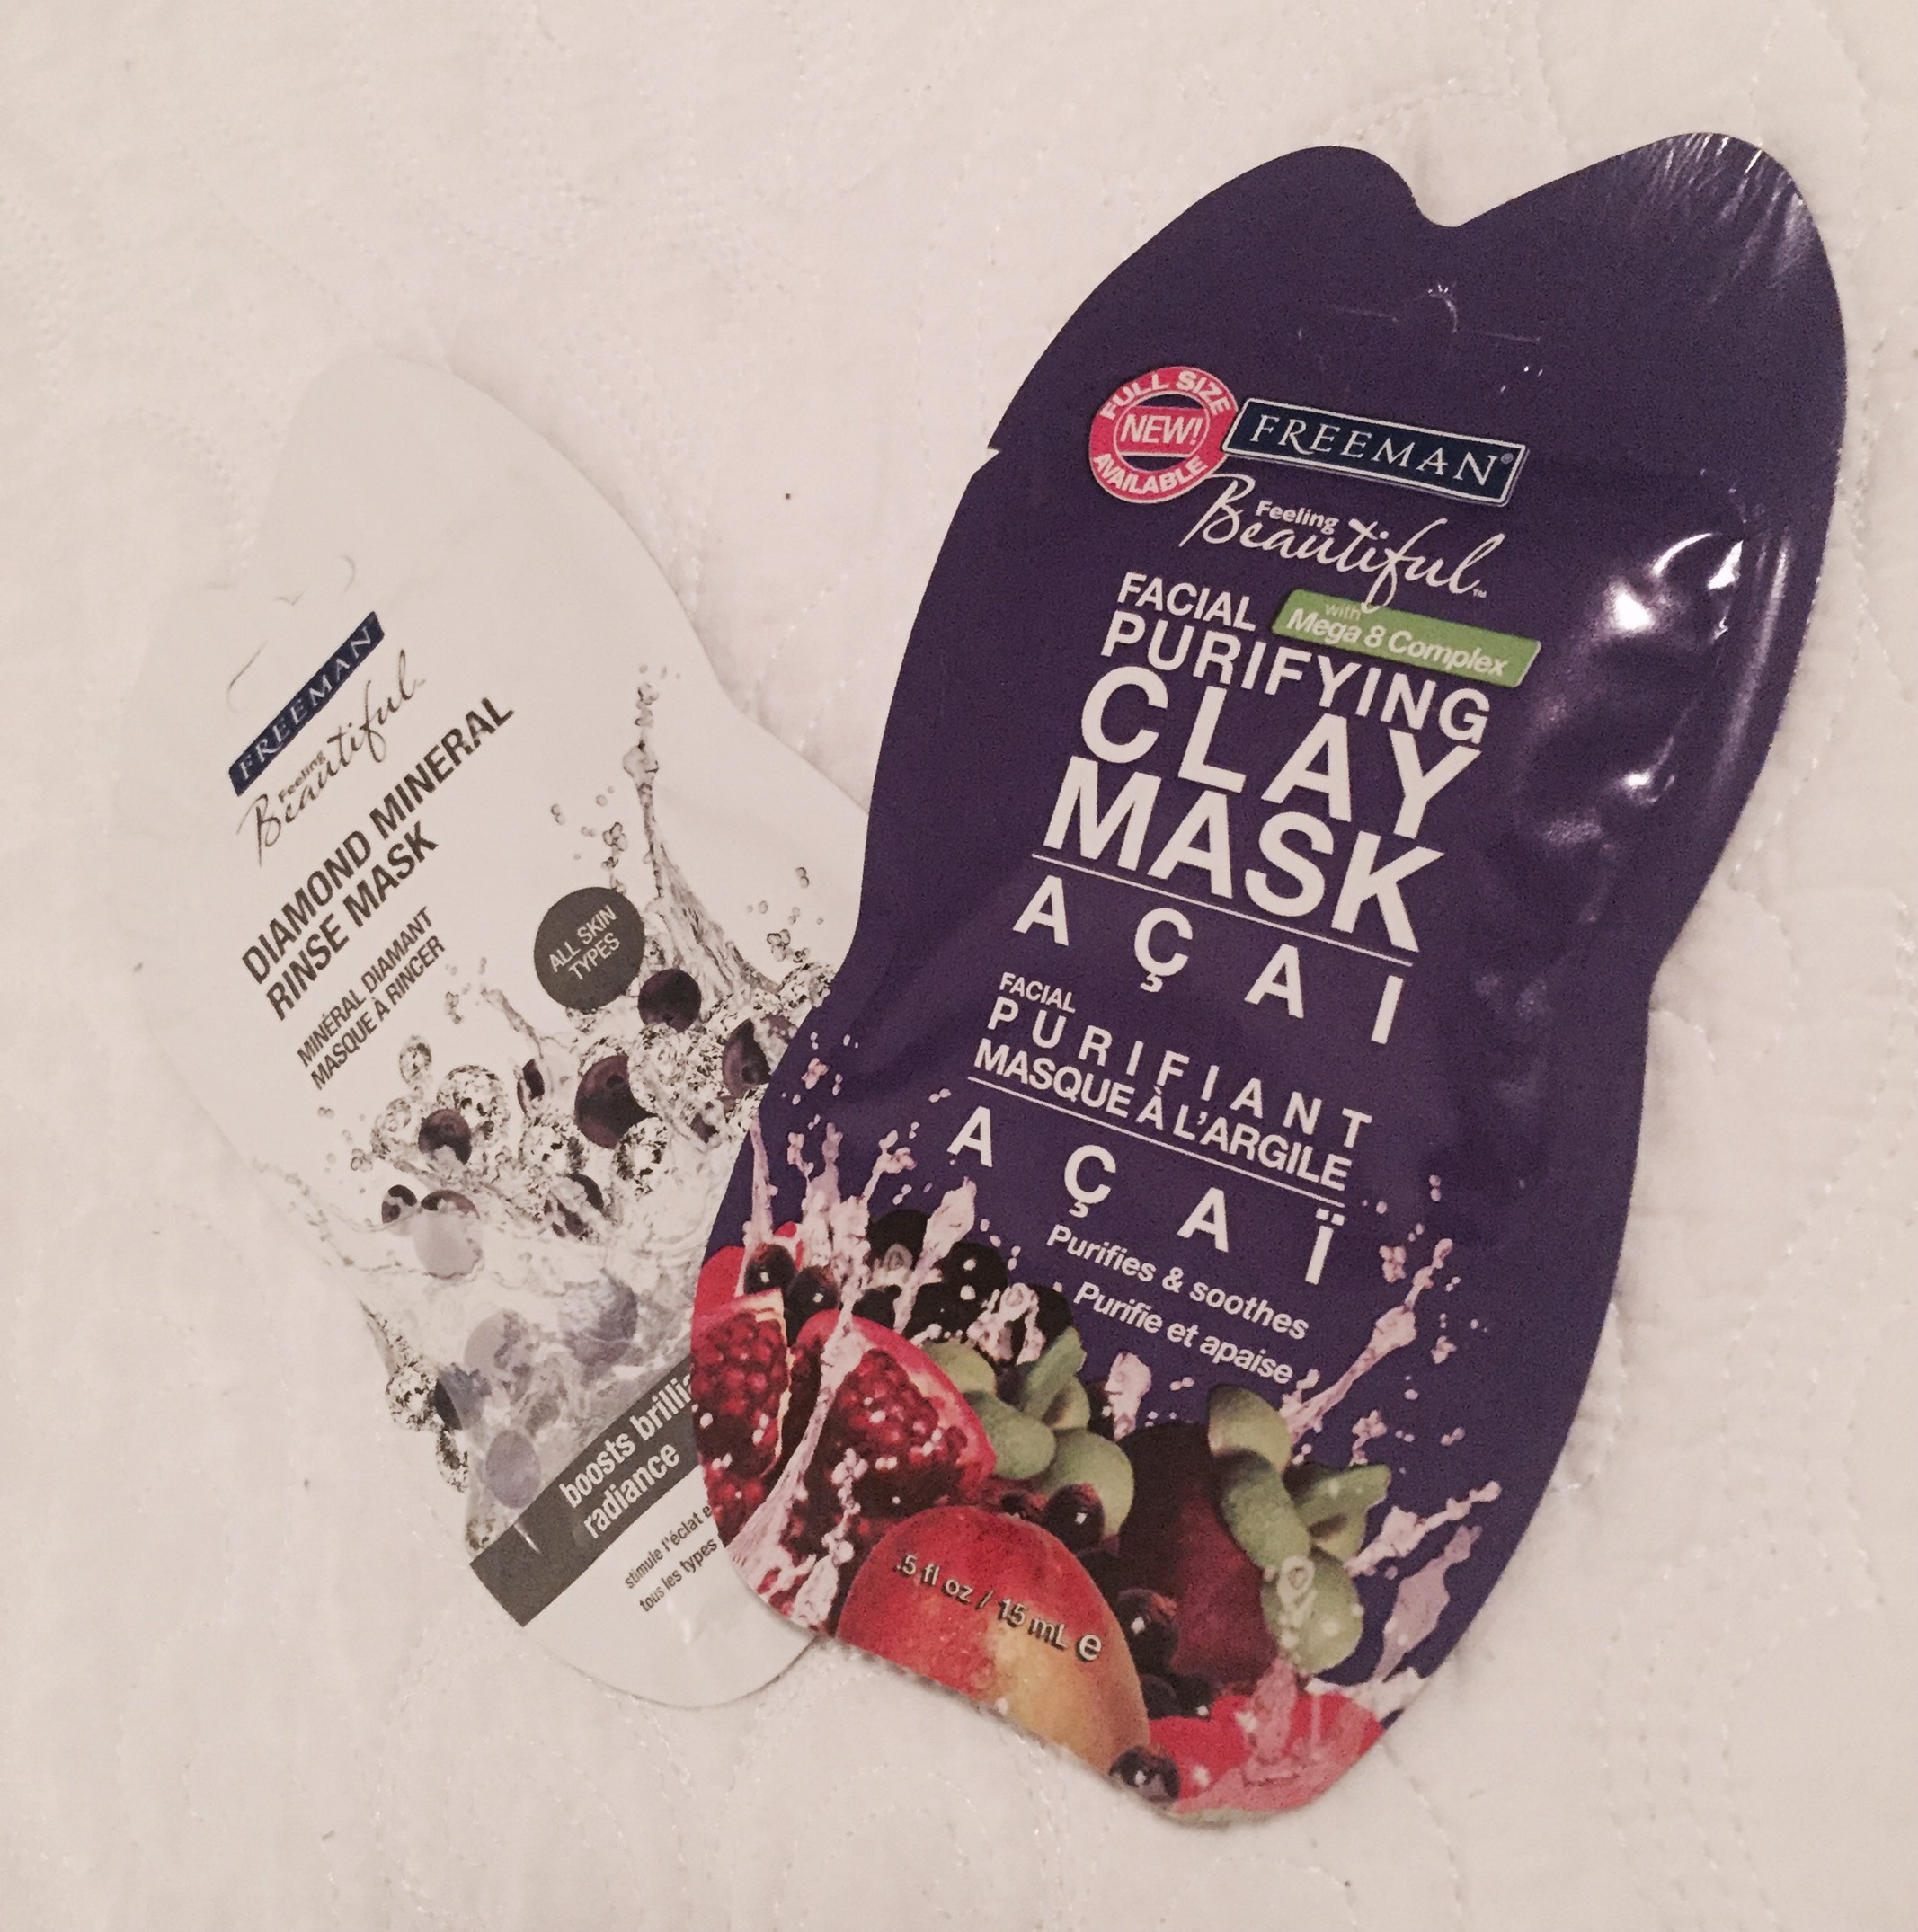 FREEMAN
Feeling
Beautiful
DIAMOND MINERAL
RINSE MASK
MINÉRAL DIAMANT
MASQUE À RINCER
ALL SKIN
TYPES
boosts
radiance
stimule l'éclat
tous les types
FULL SIZE
NEW!
AVAILABLE
FREEMAN®
Feeling
Beautiful™
FACIAL
with
Mega 8 Complex
PURIFYING
CLAY
MASK
AÇAI
FACIAL
PURIFIANT
MASQUE À L'ARGILE
AÇAÏ
Purifies & soothes
Purifie et apaise
.5 fl oz / 15 mL e